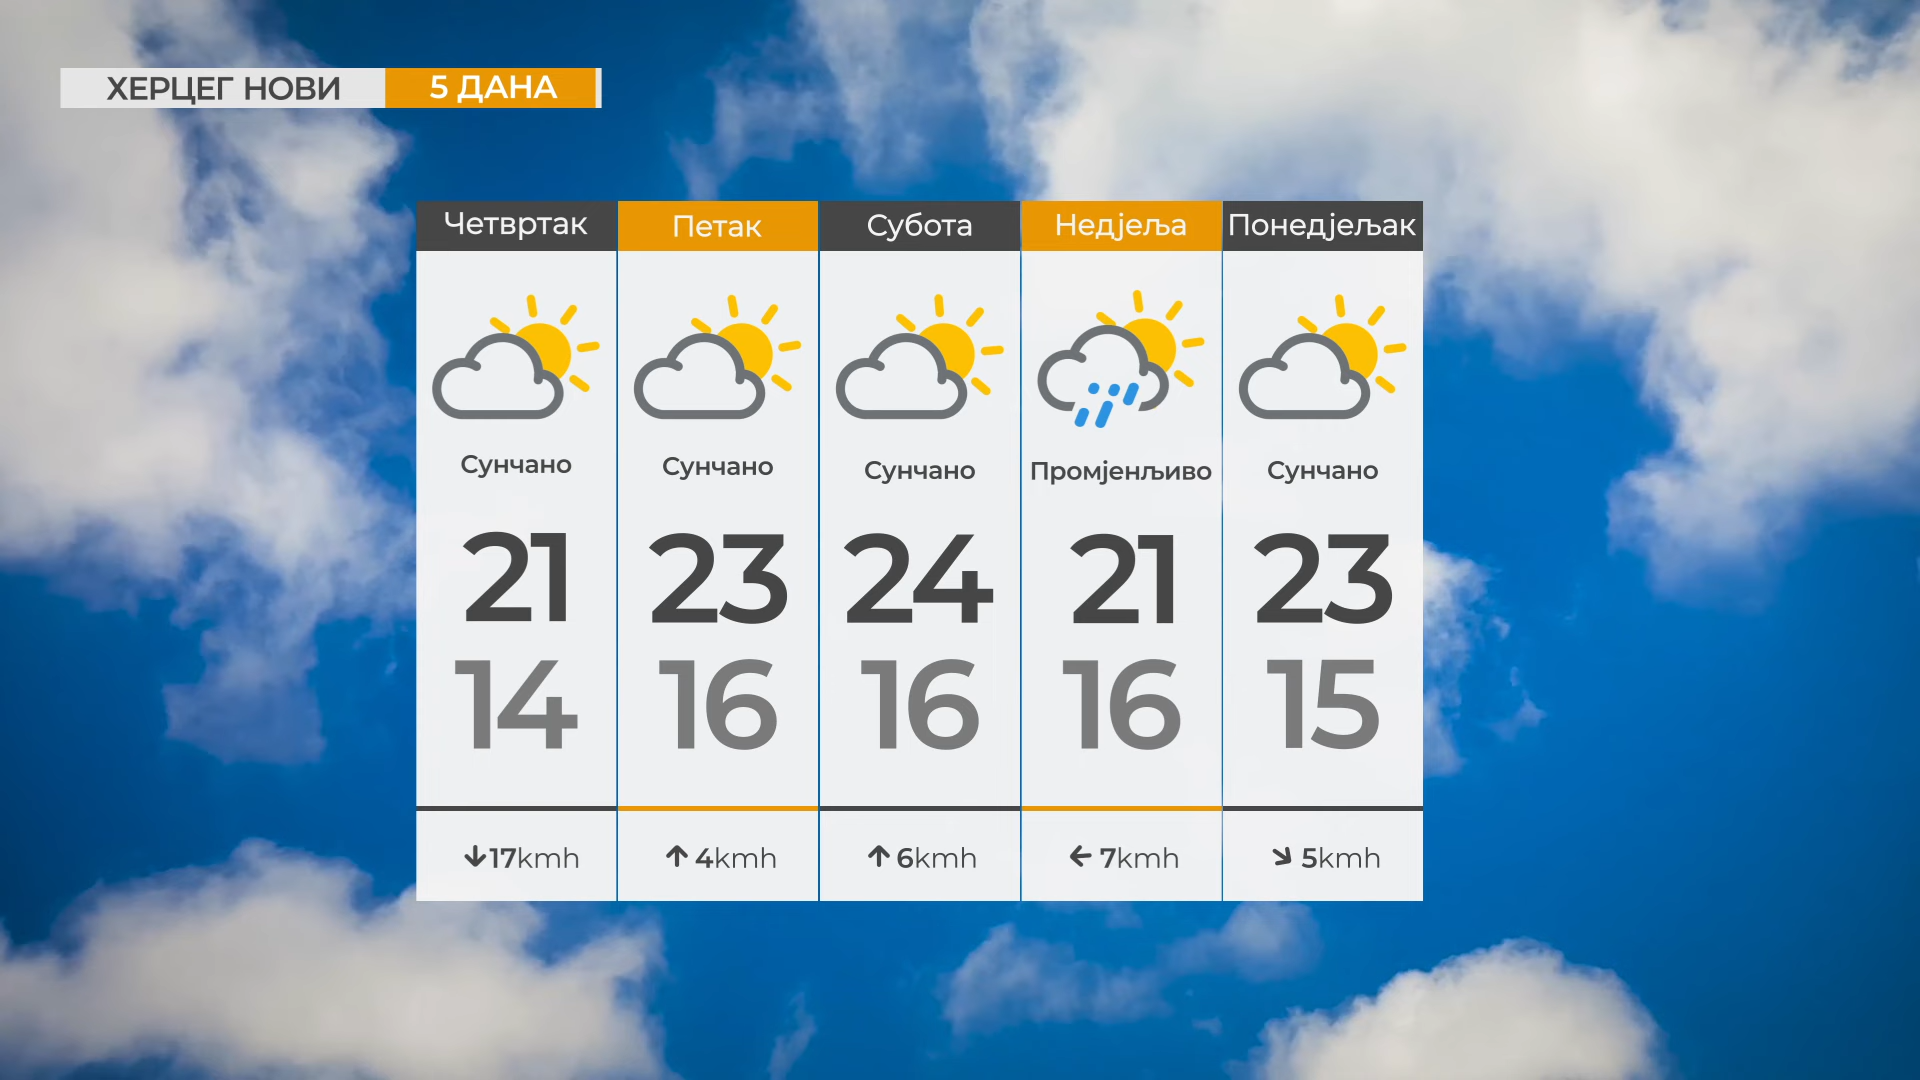 ХЕРЦЕГ НОВИ 5 ДАНА
Четвртак Петак Субота Недјеља Понедјељак
Сунчано Сунчано Сунчано Промјенљиво Сунчано
21 23 24 21 23
14 16 16 16 15
17kmh 4kmh 6kmh 7kmh 5kmh